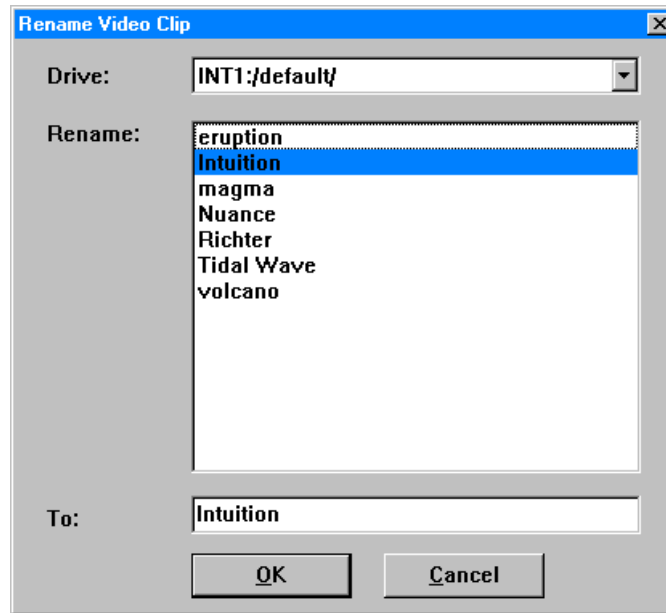 Rename Video Clip
Drive:
INT1:/default/
Rename:
eruption
Intuition
magma
Nuance
Richter
Tidal Wave
volcano
To:
Intuition
OK
Cancel